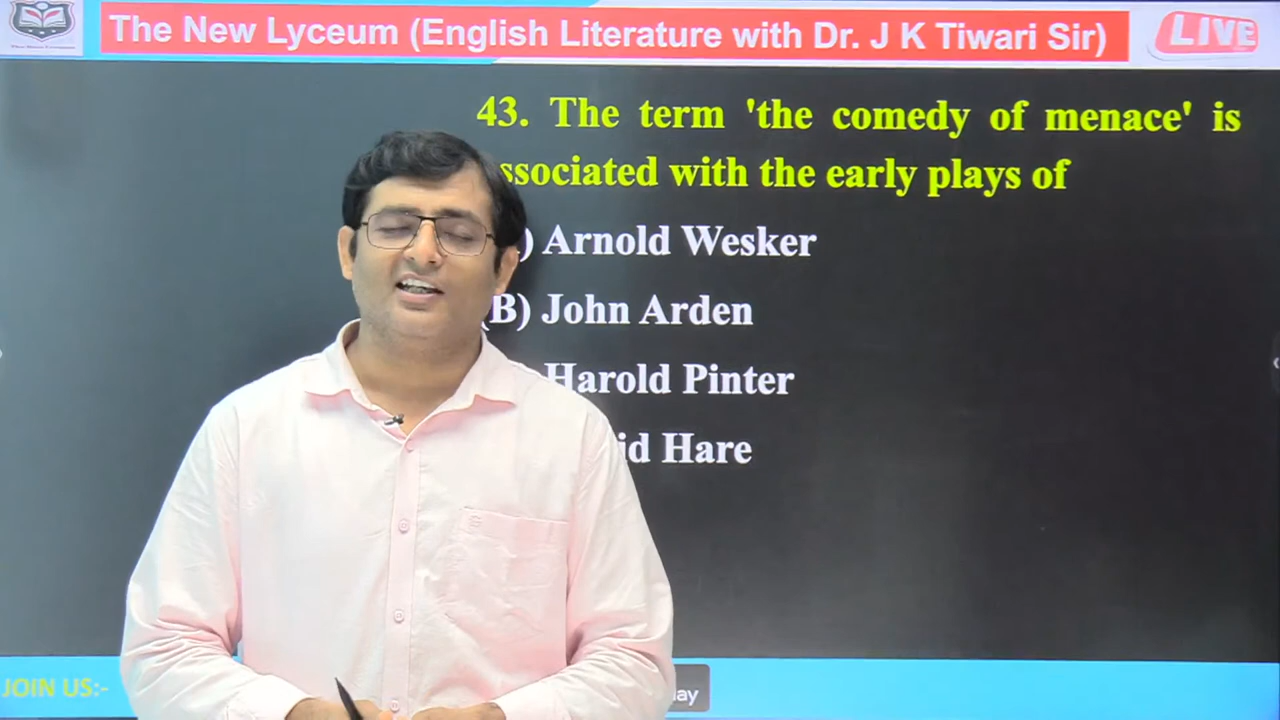 The New Lyceum (English Literature with Dr. J K Tiwari Sir)
LIVE
43. The term 'the comedy of menace' is
ssociated with the early plays of
) Arnold Wesker
(B) John Arden
Harold Pinter
id Hare
JOIN US:-
ay